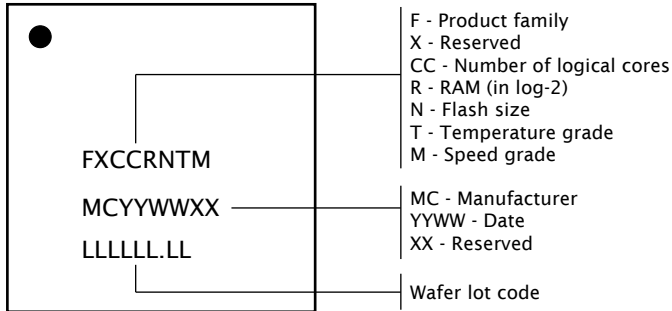 F - Product family
X - Reserved
CC - Number of logical cores
R - RAM (in log-2)
N - Flash size
T - Temperature grade
M - Speed grade
FXCCRNTM
MCYYWWXX
MC - Manufacturer
YYWW - Date
XX - Reserved
LLLLLL.LL
Wafer lot code